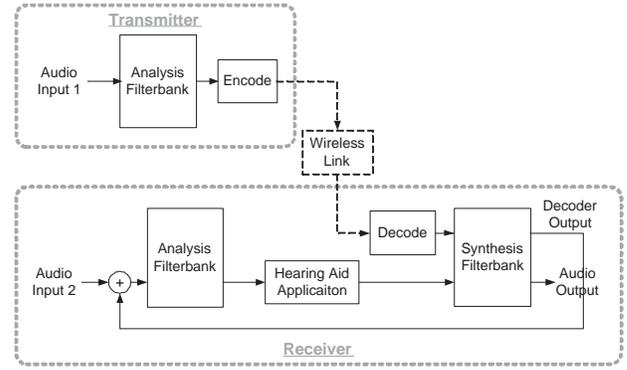 Transmitter
Audio
Input 1
Analysis
Filterbank
Encode
Wireless
Link
Decoder
Output
Decode
Analysis
Filterbank
Synthesis
Filterbank
Audio
Input 2
+
Hearing Aid
Applicaiton
Audio
Output
Receiver